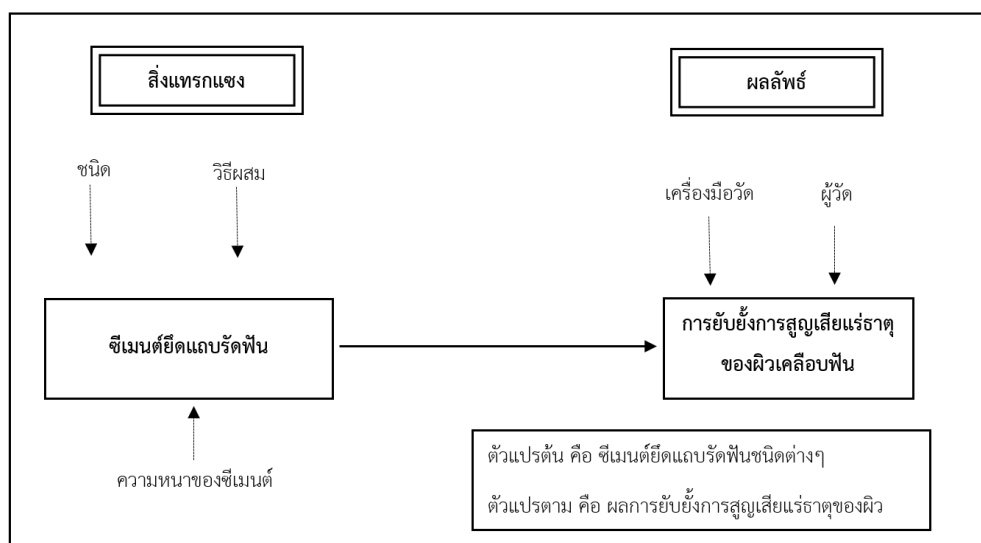 สิ่งแทรกแซง
ผลลัพธ์
ชนิด
วิธีผสม
เครื่องมือวัด
ผู้วัด
ซีเมนต์ยึดแถบรัดฟัน
การยับยั้งการสูญเสียแร่ธาตุ
ของผิวเคลือบฟัน
ความหนาของซีเมนต์
ตัวแปรต้น คือ ซีเมนต์ยึดแถบรัดฟันชนิดต่างๆ
ตัวแปรตาม คือ ผลการยับยั้งการสูญเสียแร่ธาตุของผิว